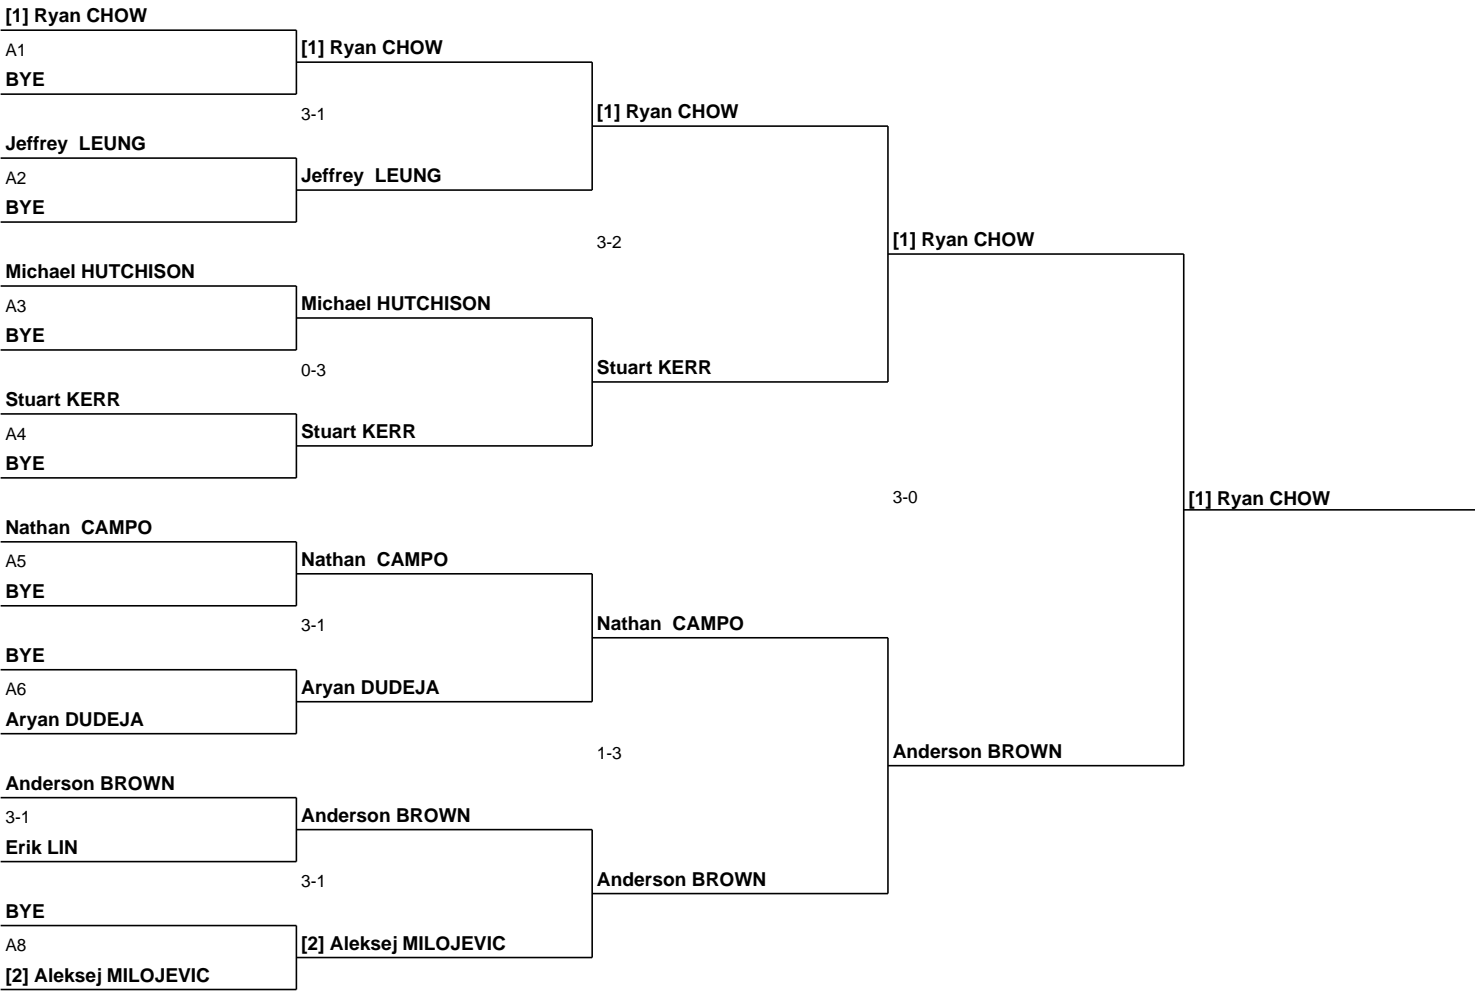 [1] Ryan CHOW
A1
BYE
[1] Ryan CHOW
3-1
[1] Ryan CHOW
Jeffrey  LEUNG
A2
BYE
Jeffrey  LEUNG
3-2
[1] Ryan CHOW
Michael HUTCHISON
A3
BYE
Michael HUTCHISON
0-3
Stuart KERR
Stuart KERR
A4
BYE
Stuart KERR
3-0
[1] Ryan CHOW
Nathan  CAMPO
A5
BYE
Nathan  CAMPO
3-1
Nathan  CAMPO
BYE
A6
Aryan DUDEJA
Aryan DUDEJA
1-3
Anderson BROWN
Anderson BROWN
3-1
Erik LIN
Anderson BROWN
3-1
Anderson BROWN
BYE
A8
[2] Aleksej MILOJEVIC
[2] Aleksej MILOJEVIC